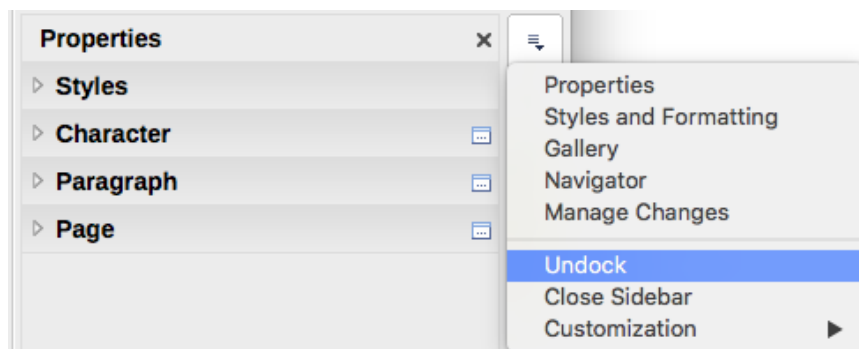 Properties
Styles
Character
Paragraph
Page
Properties
Styles and Formatting
Gallery
Navigator
Manage Changes
Undock
Close Sidebar
Customization